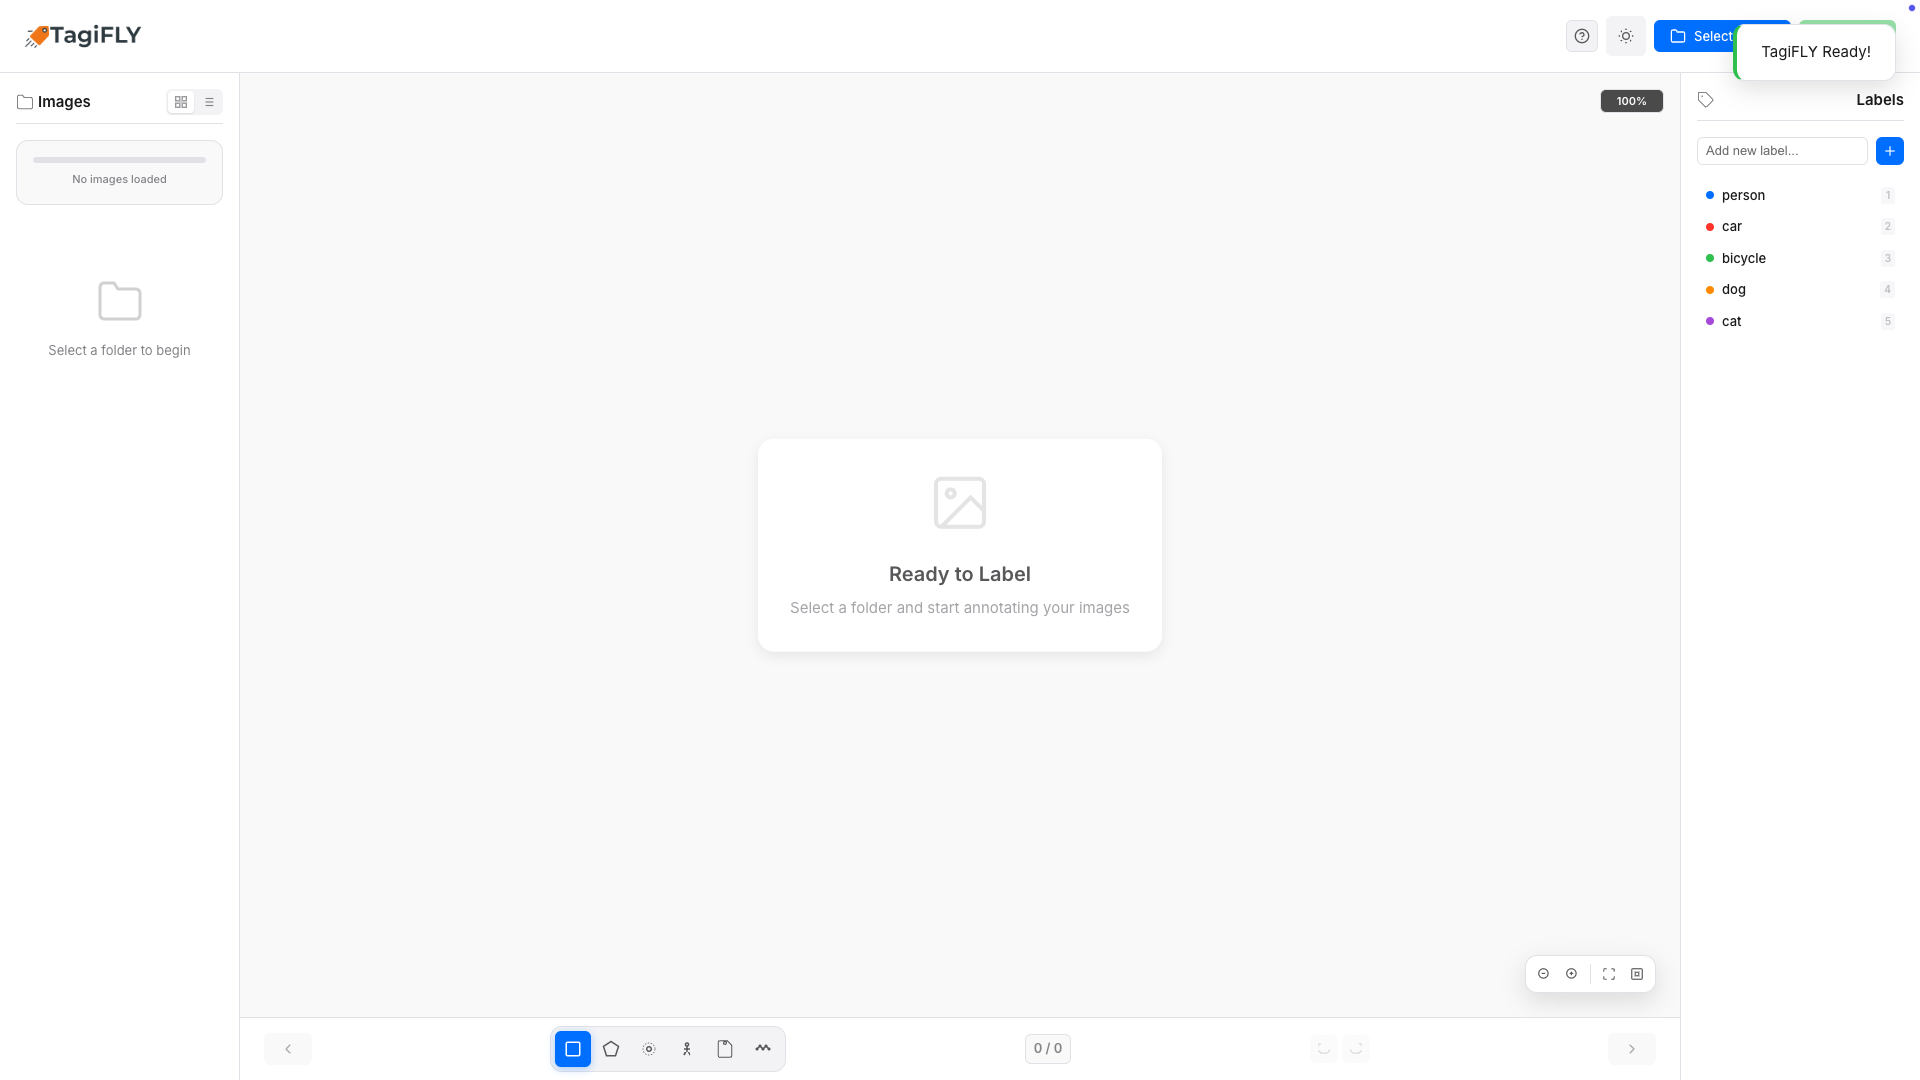 TagiFLY
Select
TagiFLY Ready!
Images
No images loaded
Select a folder to begin
100%
Ready to Label
Select a folder and start annotating your images
Labels
Add new label...
person 1
car 2
bicycle 3
dog 4
cat 5
0 / 0